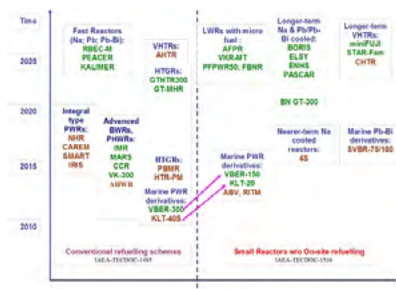 Time
2025
2020
2015
2010
Fast Reactors
(Na; Pb; Pb-Bi)
RBEC-M
PEACER
KALIMER
VHTRs:
AHTR
HTGRs:
GTHTR300
GT-MHR
Integral
type
PWRs:
NHR
CAREM
SMART
IRIS
Advanced
BWRs,
PHWRs:
IMR
MARS
CCR
VK-300
AHWR
HTGRs:
PBMR
HTR-PM
Marine PWR
derivatives:
VBER-300
KLT-40S
Conventional refuelling schemes
IAEA-TECDOC-1485
LWRs with micro
fuel :
AFPR
VKR-MT
PFPWR50, FBNR
Longer-term
Na & Pb/Pb-
Bi cooled:
BORIS
ELSY
ENHS
PASCAR
BN GT-300
Longer-term
VHTRs:
miniFUJI
STAR-Fam
CHTR
Nearer-term Na
cooled
reactors:
4S
Marine Pb-Bi
derivatives:
SVBR-75/100
Marine PWR
derivatives:
VBER-150
KLT-20
ABV, RITM
Small Reactors w/o On-site refuelling
IAEA-TECDOC-1536